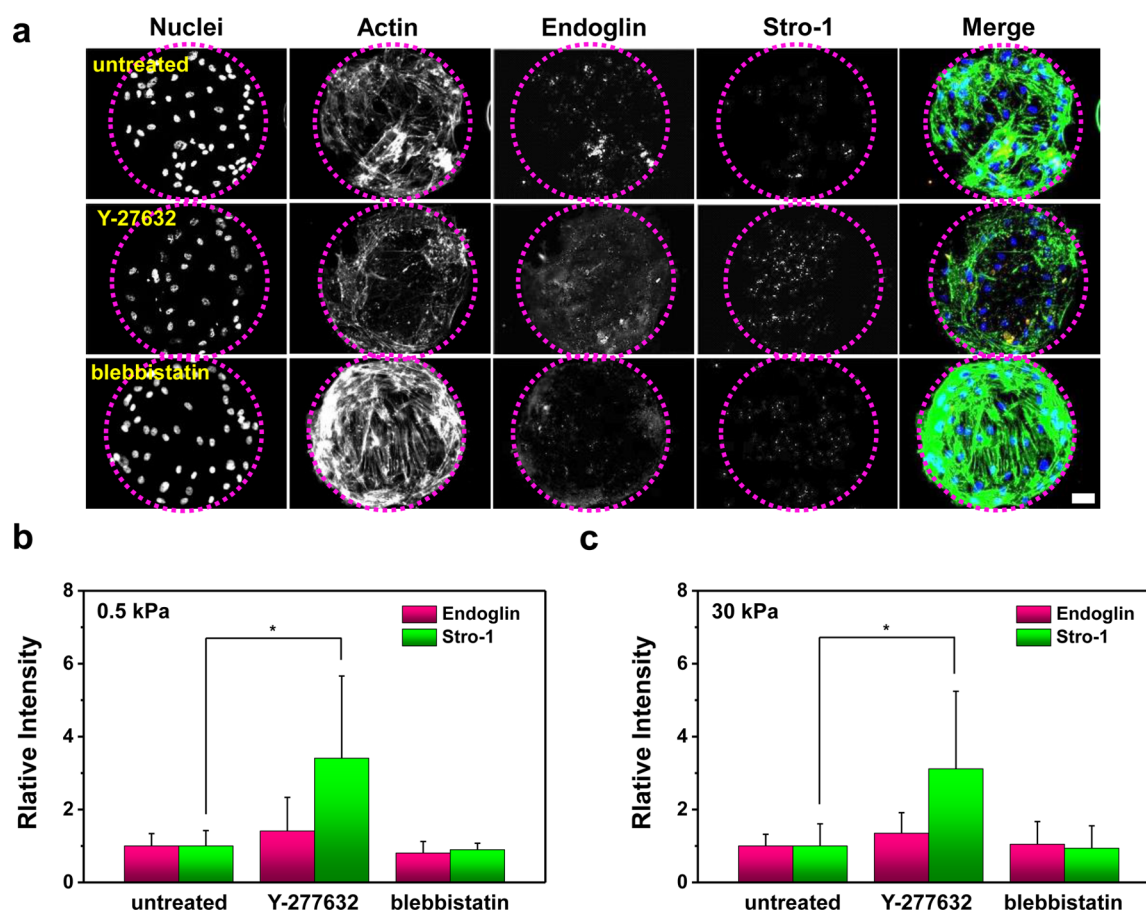 a
Nuclei Actin Endoglin Stro-1 Merge
untreated
Y-27632
blebbistatin
b
0.5 kPa
Endoglin
Stro-1
*
8
6
4
2
0
Rlative Intensity
untreated Y-277632 blebbistatin
c
30 kPa
Endoglin
Stro-1
*
8
6
4
2
0
Rlative Intensity
untreated Y-277632 blebbistatin